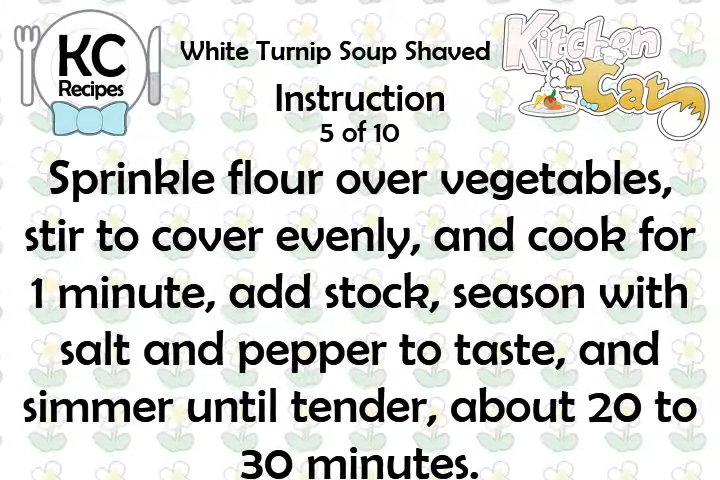 KC
Recipes
White Turnip Soup Shaved
Kitchen
Cat
Instruction
5 of 10
Sprinkle flour over vegetables,
stir to cover evenly, and cook for
1 minute, add stock, season with
salt and pepper to taste, and
simmer until tender, about 20 to
30 minutes.